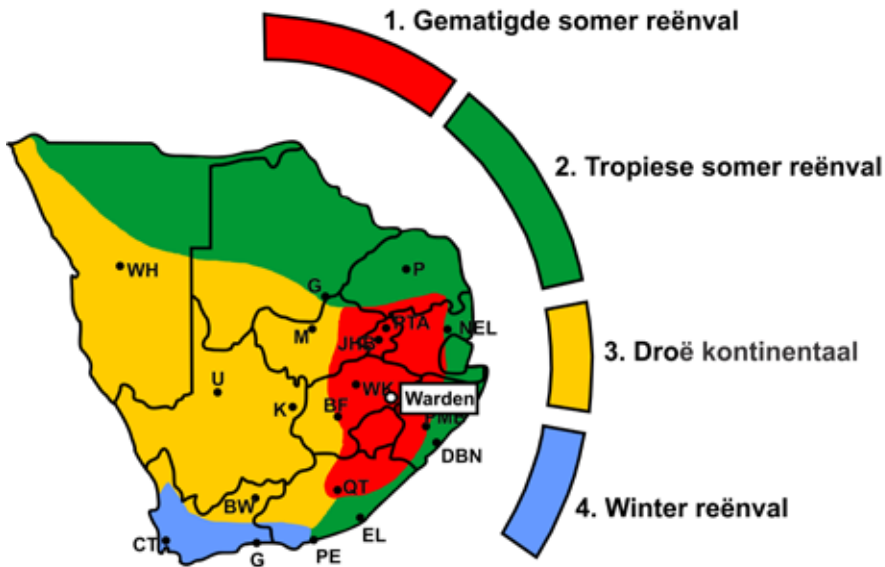 1. Gematigde somer reënval
2. Tropiese somer reënval
3. Droë kontinentaal
4. Winter reënval
WH
P
G
M
PTA
NEL
JHB
U
K
BF
WK
Warden
PMB
DBN
QT
BW
EL
CT
G
PE